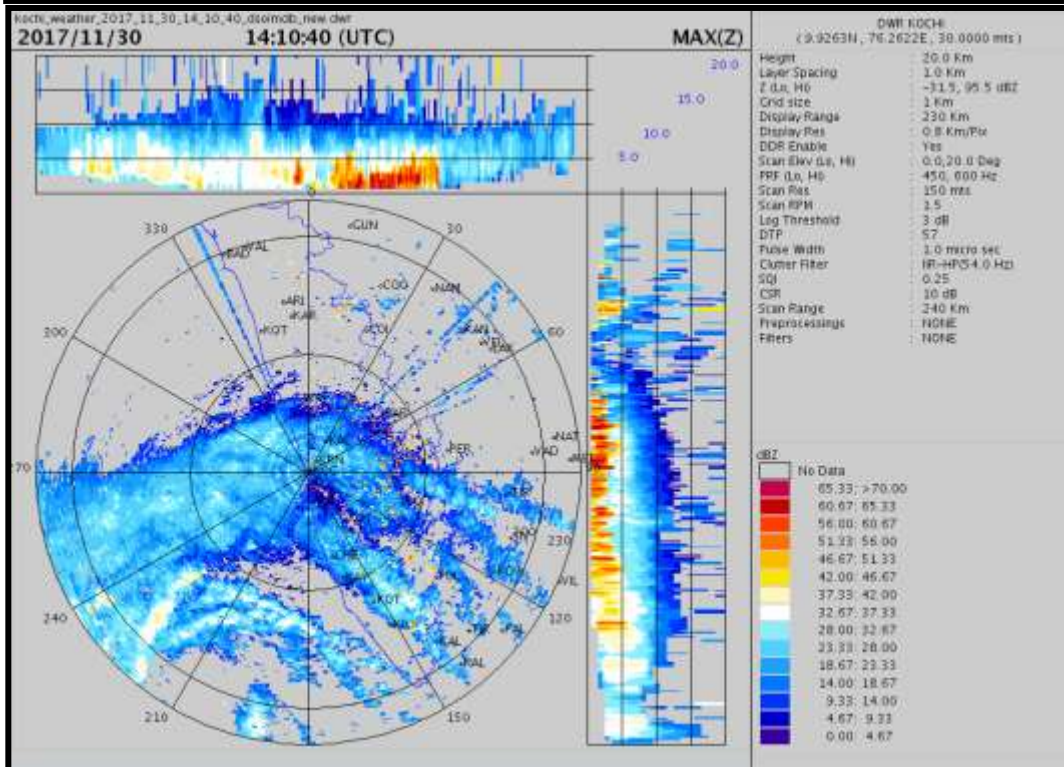 kochi_weather_2017_11_30_14_10_40_dsoimdb_new.dwr
2017/11/30 14:10:40 (UTC) MAX(Z)
20.0
15.0
10.0
5.0
DWR KOCHI
(9.9263N, 76.2622E, 30.0000 mts)
Height : 20.0 Km
Layer Spacing : 1.0 Km
Z (Lo, Hi) : -31.5, 95.5 dBZ
Grid size : 1 Km
Display Range : 230 Km
Display Res : 0.8 Km/Pix
DDR Enable : Yes
Scan Elev (Lo, Hi) : 0.0,20.0 Deg
PRF (Lo, Hi) : 450, 600 Hz
Scan Res : 150 mts
Scan RPM : 1.5
Log Threshold : 3 dB
DTP : 57
Pulse Width : 1.0 micro sec
Clutter Filter : IIR-HP(54.0 Hz)
SQI : 0.25
CSR : 10 dB
Scan Range : 240 Km
Preprocessings : NONE
Filters : NONE
0
330
30
GUN
COO
NAM
ARI
KAR
KOT
COI
60
PER
NAT
VAD
230
VIL
120
KOT
KAL
240
210
150
dBZ
No Data
65.33: >70.00
60.67: 65.33
56.00: 60.67
51.33: 56.00
46.67: 51.33
42.00: 46.67
37.33: 42.00
32.67: 37.33
28.00: 32.67
23.33: 28.00
18.67: 23.33
14.00: 18.67
9.33: 14.00
4.67: 9.33
0.00: 4.67